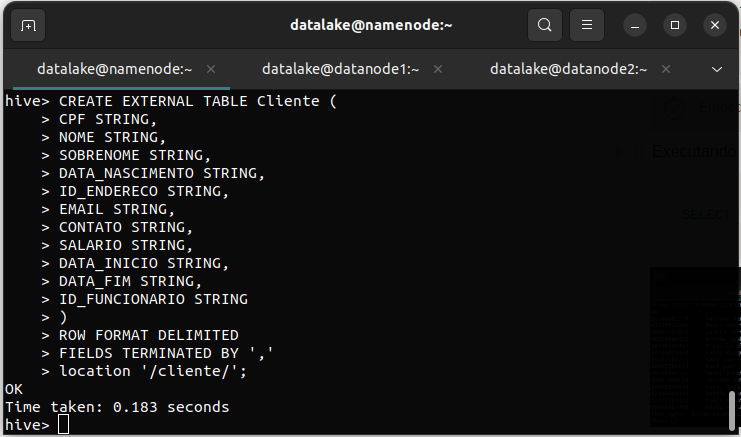 datalake@namenode:~
datalake@namenode:~ × datalake@datanode1:~ × datalake@datanode2:~ ×
hive> CREATE EXTERNAL TABLE Cliente (
    > CPF STRING,
    > NOME STRING,
    > SOBRENOME STRING,
    > DATA_NASCIMENTO STRING,
    > ID_ENDERECO STRING,
    > EMAIL STRING,
    > CONTATO STRING,
    > SALARIO STRING,
    > DATA_INICIO STRING,
    > DATA_FIM STRING,
    > ID_FUNCIONARIO STRING
    > )
    > ROW FORMAT DELIMITED
    > FIELDS TERMINATED BY ','
    > location '/cliente/';
OK
Time taken: 0.183 seconds
hive>
Executando
SELECT